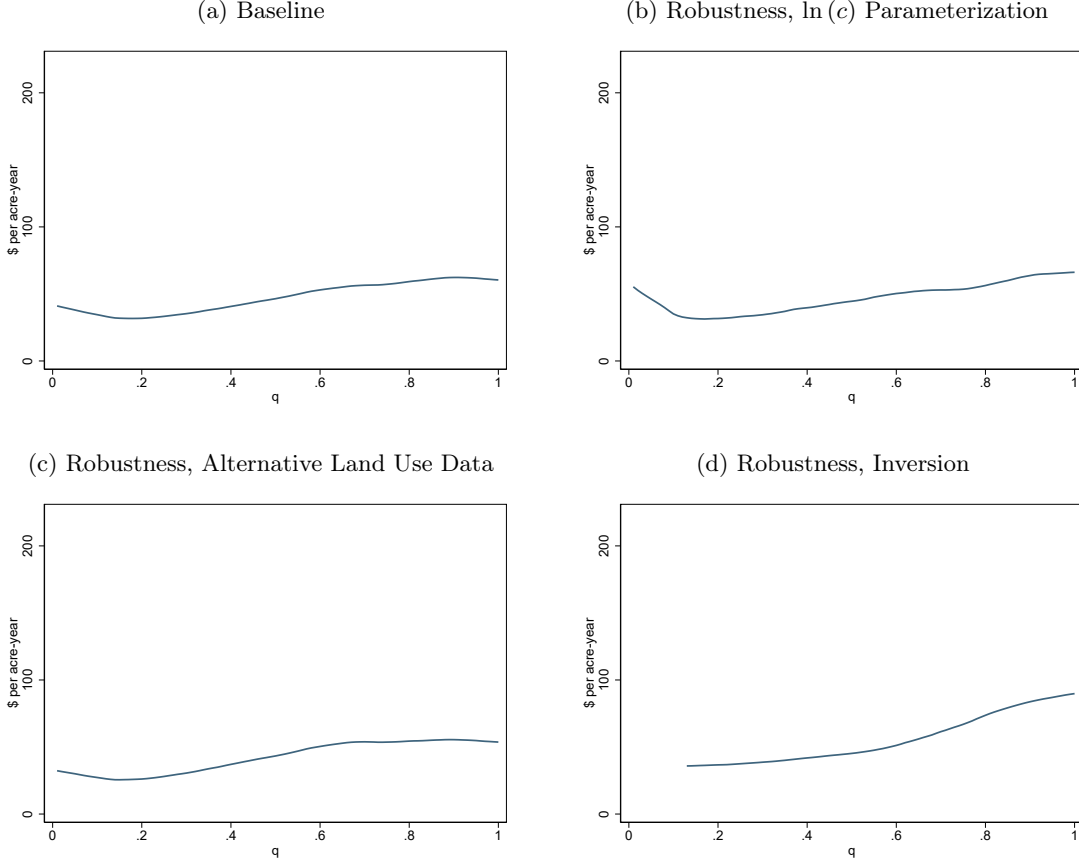 (a) Baseline
(b) Robustness, ln (c) Parameterization
$ per acre-year
200
100
0
0 .2 .4 .6 .8 1
q
$ per acre-year
200
100
0
0 .2 .4 .6 .8 1
q
(c) Robustness, Alternative Land Use Data
(d) Robustness, Inversion
$ per acre-year
200
100
0
0 .2 .4 .6 .8 1
q
$ per acre-year
200
100
0
0 .2 .4 .6 .8 1
q